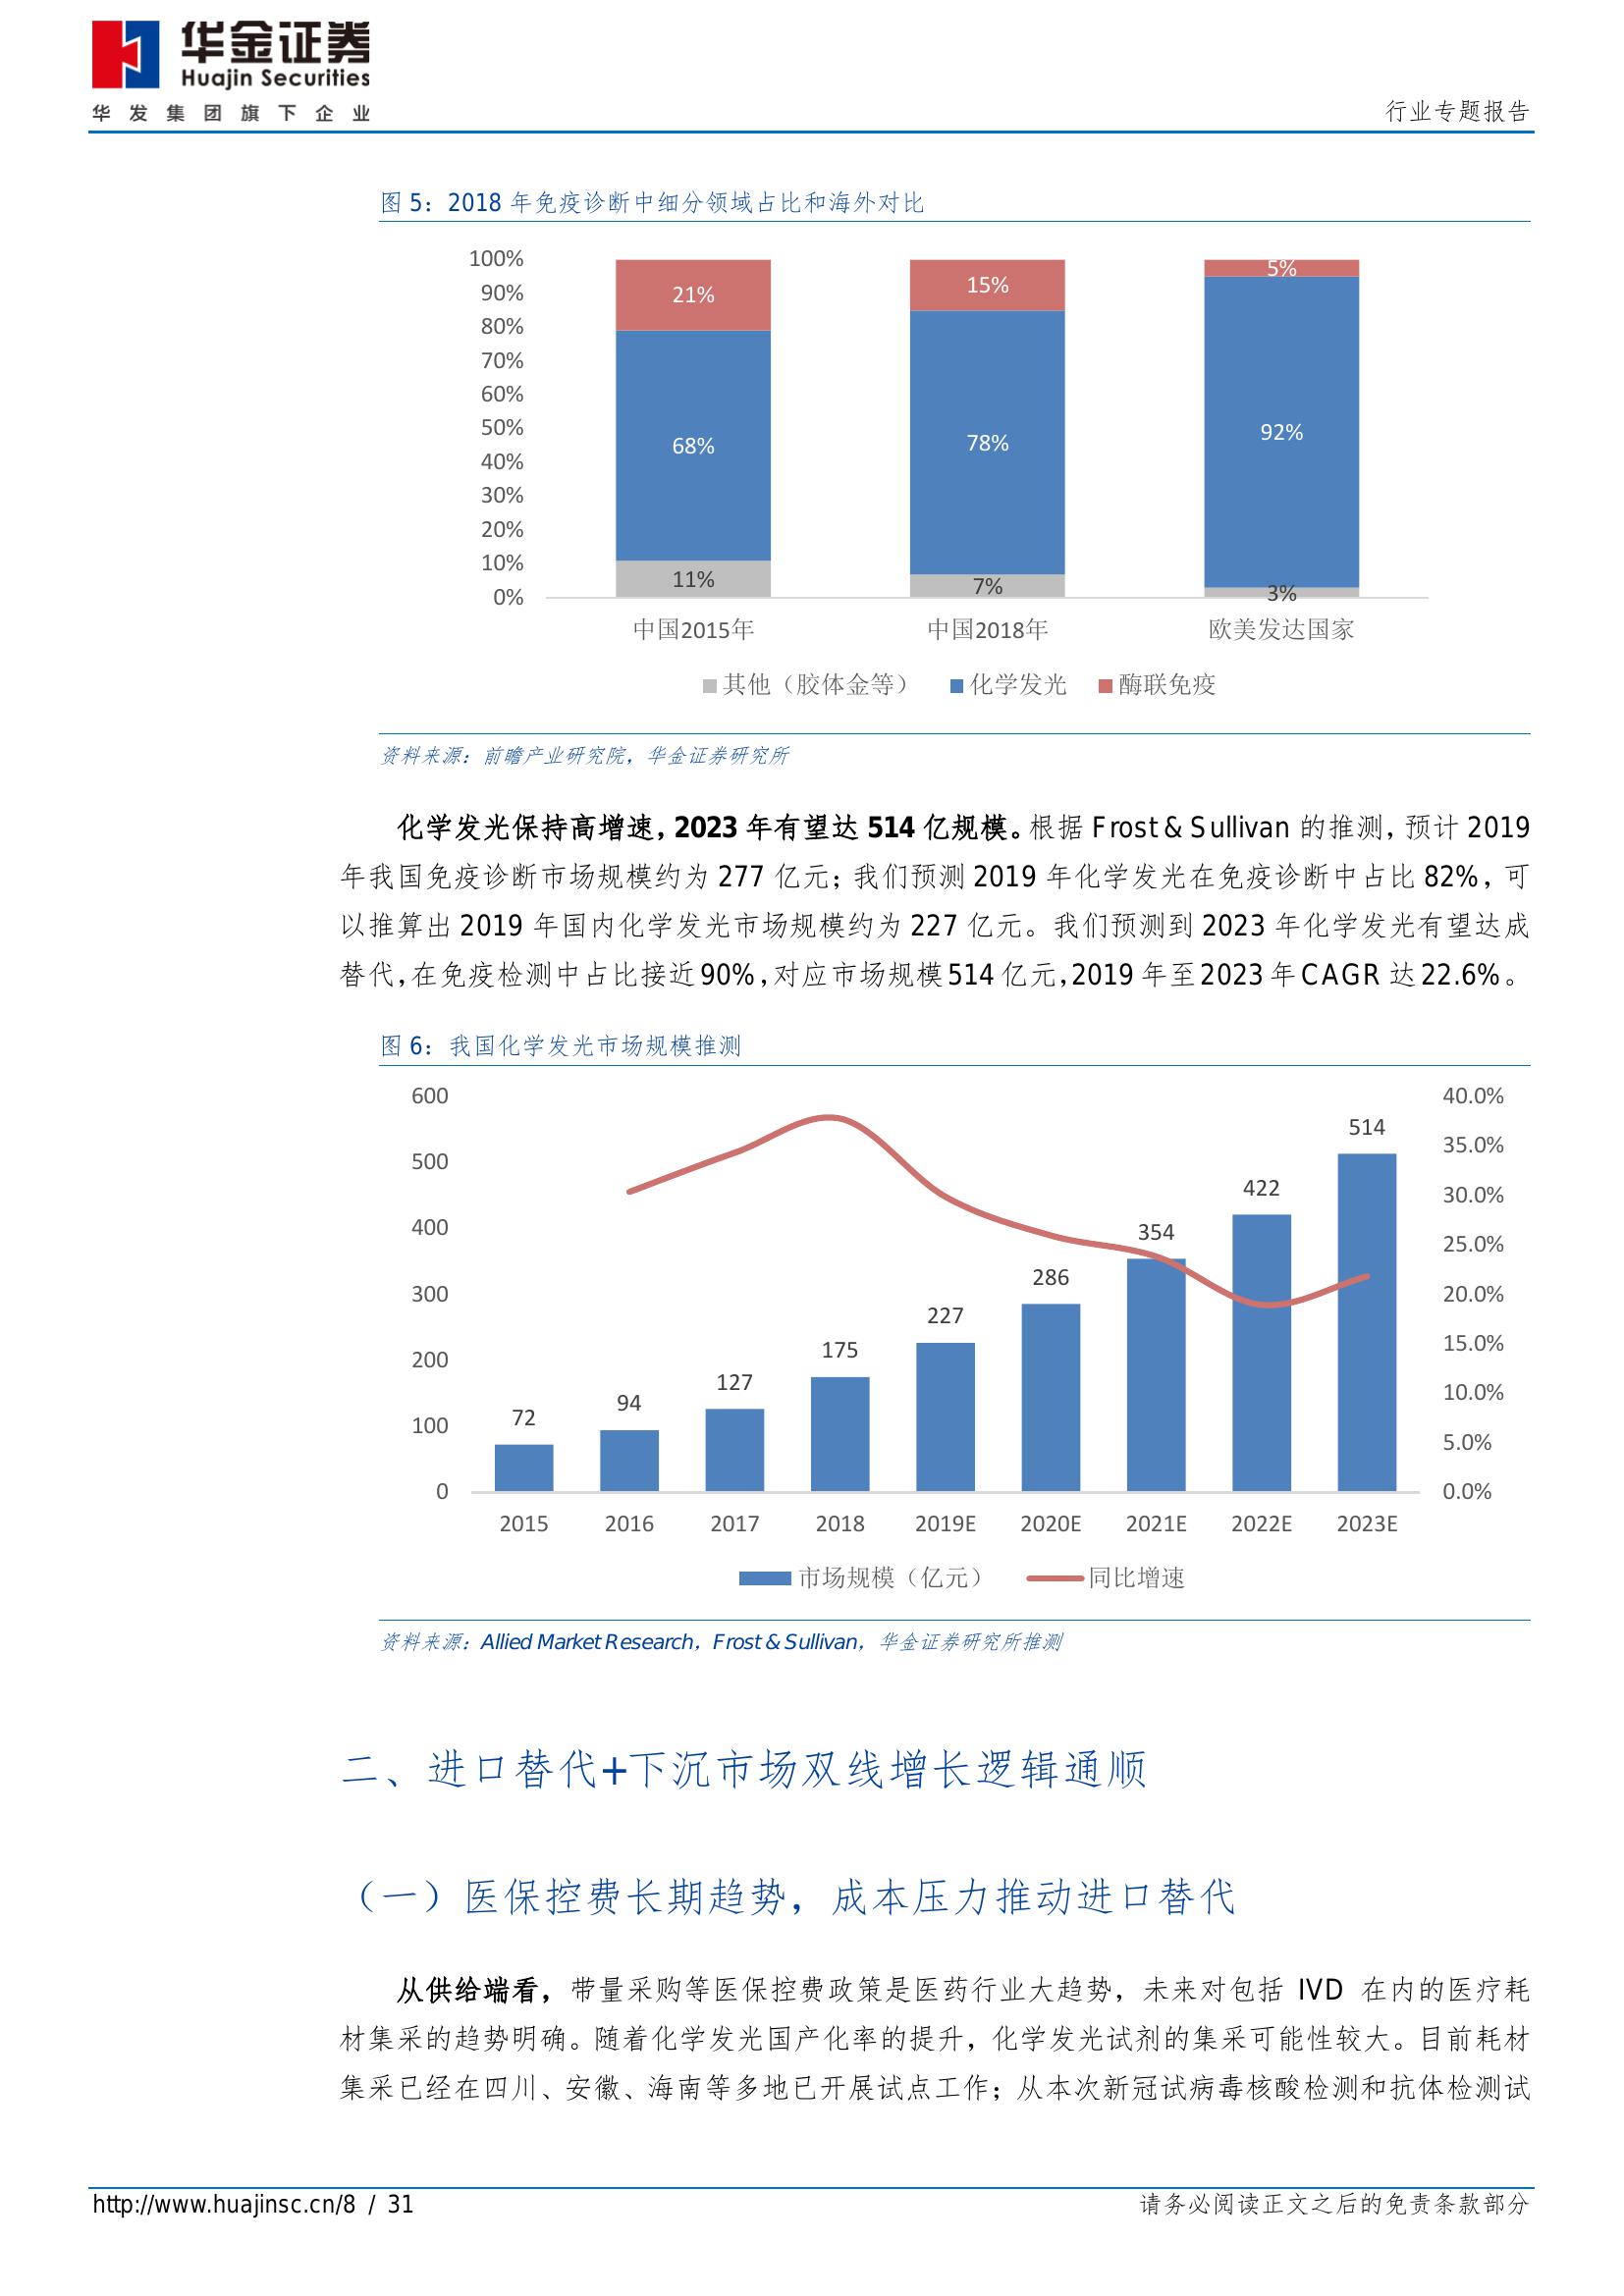 华金证券
Huajin Securities
华发集团旗下企业
行业专题报告
图 5：2018 年免疫诊断中细分领域占比和海外对比
100%
90%
80%
70%
60%
50%
40%
30%
20%
10%
0%
21%
15%
5%
68%
78%
92%
11%
7%
3%
中国2015年
中国2018年
欧美发达国家
其他（胶体金等）
化学发光
酶联免疫
资料来源：前瞻产业研究院，华金证券研究所
化学发光保持高增速，2023 年有望达 514 亿规模。根据 Frost & Sullivan 的推测，预计 2019
年我国免疫诊断市场规模约为 277 亿元；我们预测 2019 年化学发光在免疫诊断中占比 82%，可
以推算出 2019 年国内化学发光市场规模约为 227 亿元。我们预测到 2023 年化学发光有望达成
替代，在免疫检测中占比接近 90%，对应市场规模 514 亿元，2019 年至 2023 年 CAGR 达 22.6%。
图 6：我国化学发光市场规模推测
600
500
400
300
200
100
0
40.0%
35.0%
30.0%
25.0%
20.0%
15.0%
10.0%
5.0%
0.0%
72
94
127
175
227
286
354
422
514
2015
2016
2017
2018
2019E
2020E
2021E
2022E
2023E
市场规模（亿元）
同比增速
资料来源：Allied Market Research，Frost & Sullivan，华金证券研究所推测
二、进口替代+下沉市场双线增长逻辑通顺
（一）医保控费长期趋势，成本压力推动进口替代
从供给端看，带量采购等医保控费政策是医药行业大趋势，未来对包括 IVD 在内的医疗耗
材集采的趋势明确。随着化学发光国产化率的提升，化学发光试剂的集采可能性较大。目前耗材
集采已经在四川、安徽、海南等多地已开展试点工作；从本次新冠试病毒核酸检测和抗体检测试
http://www.huajinsc.cn/8 / 31
请务必阅读正文之后的免责条款部分